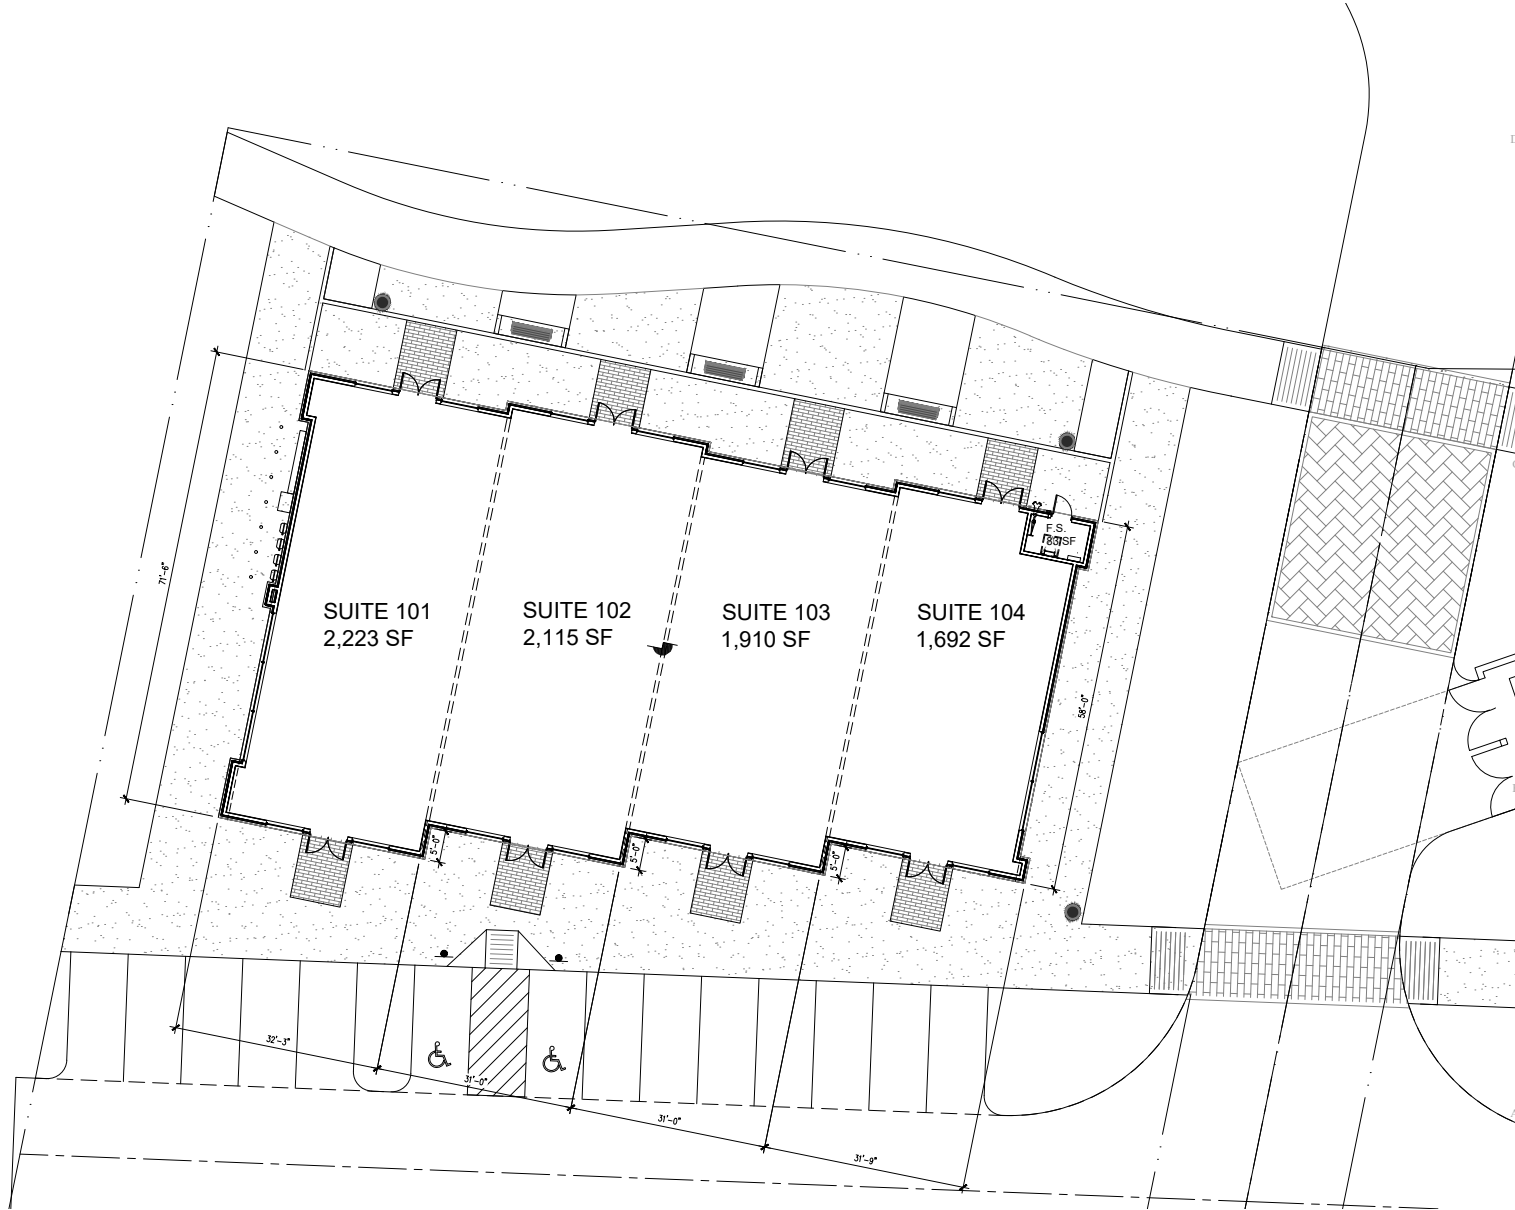 F.S.
SUITE 101
2,223 SF
SUITE 102
2,115 SF
SUITE 103
1,910 SF
SUITE 104
1,692 SF
71'-6"
58'-0"
5'-0"
5'-0"
5'-0"
32'-3"
31'-0"
31'-0"
31'-9"